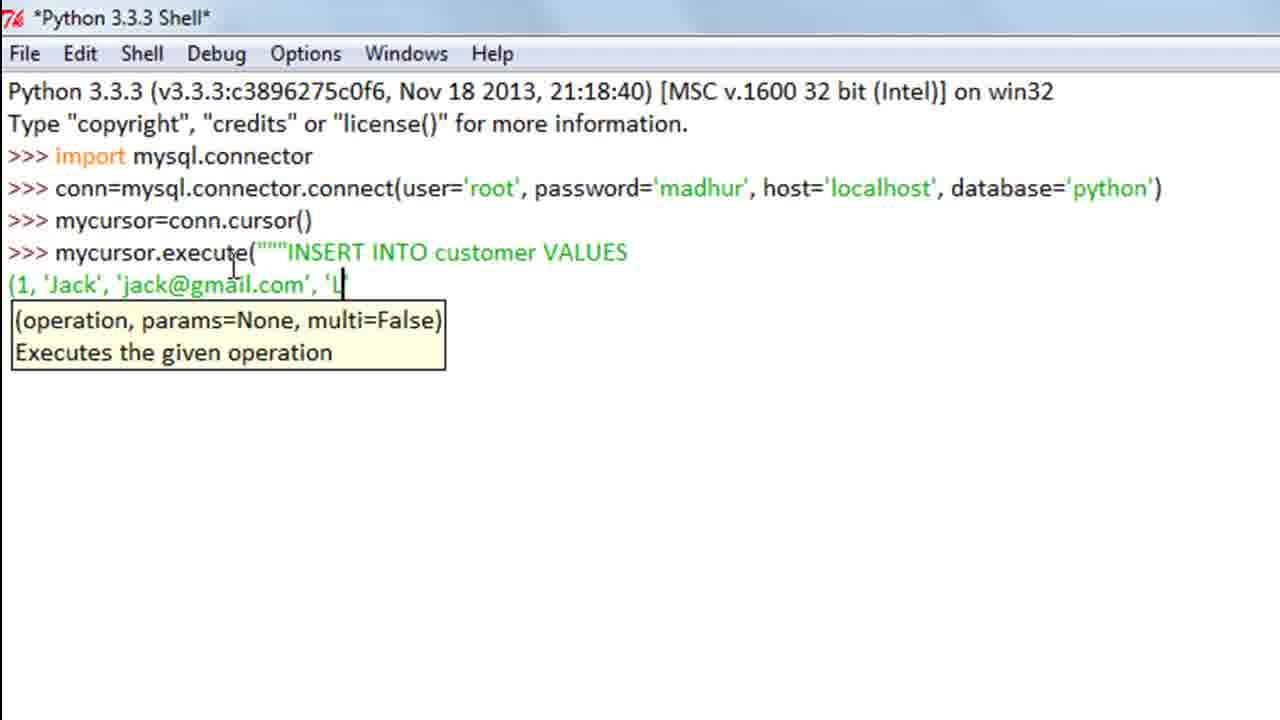 *Python 3.3.3 Shell*
File Edit Shell Debug Options Windows Help
Python 3.3.3 (v3.3.3:c3896275c0f6, Nov 18 2013, 21:18:40) [MSC v.1600 32 bit (Intel)] on win32
Type "copyright", "credits" or "license()" for more information.
>>> import mysql.connector
>>> conn=mysql.connector.connect(user='root', password='madhur', host='localhost', database='python')
>>> mycursor=conn.cursor()
>>> mycursor.execute("""INSERT INTO customer VALUES
(1, 'Jack', 'jack@gmail.com', 'L'
(operation, params=None, multi=False)
Executes the given operation